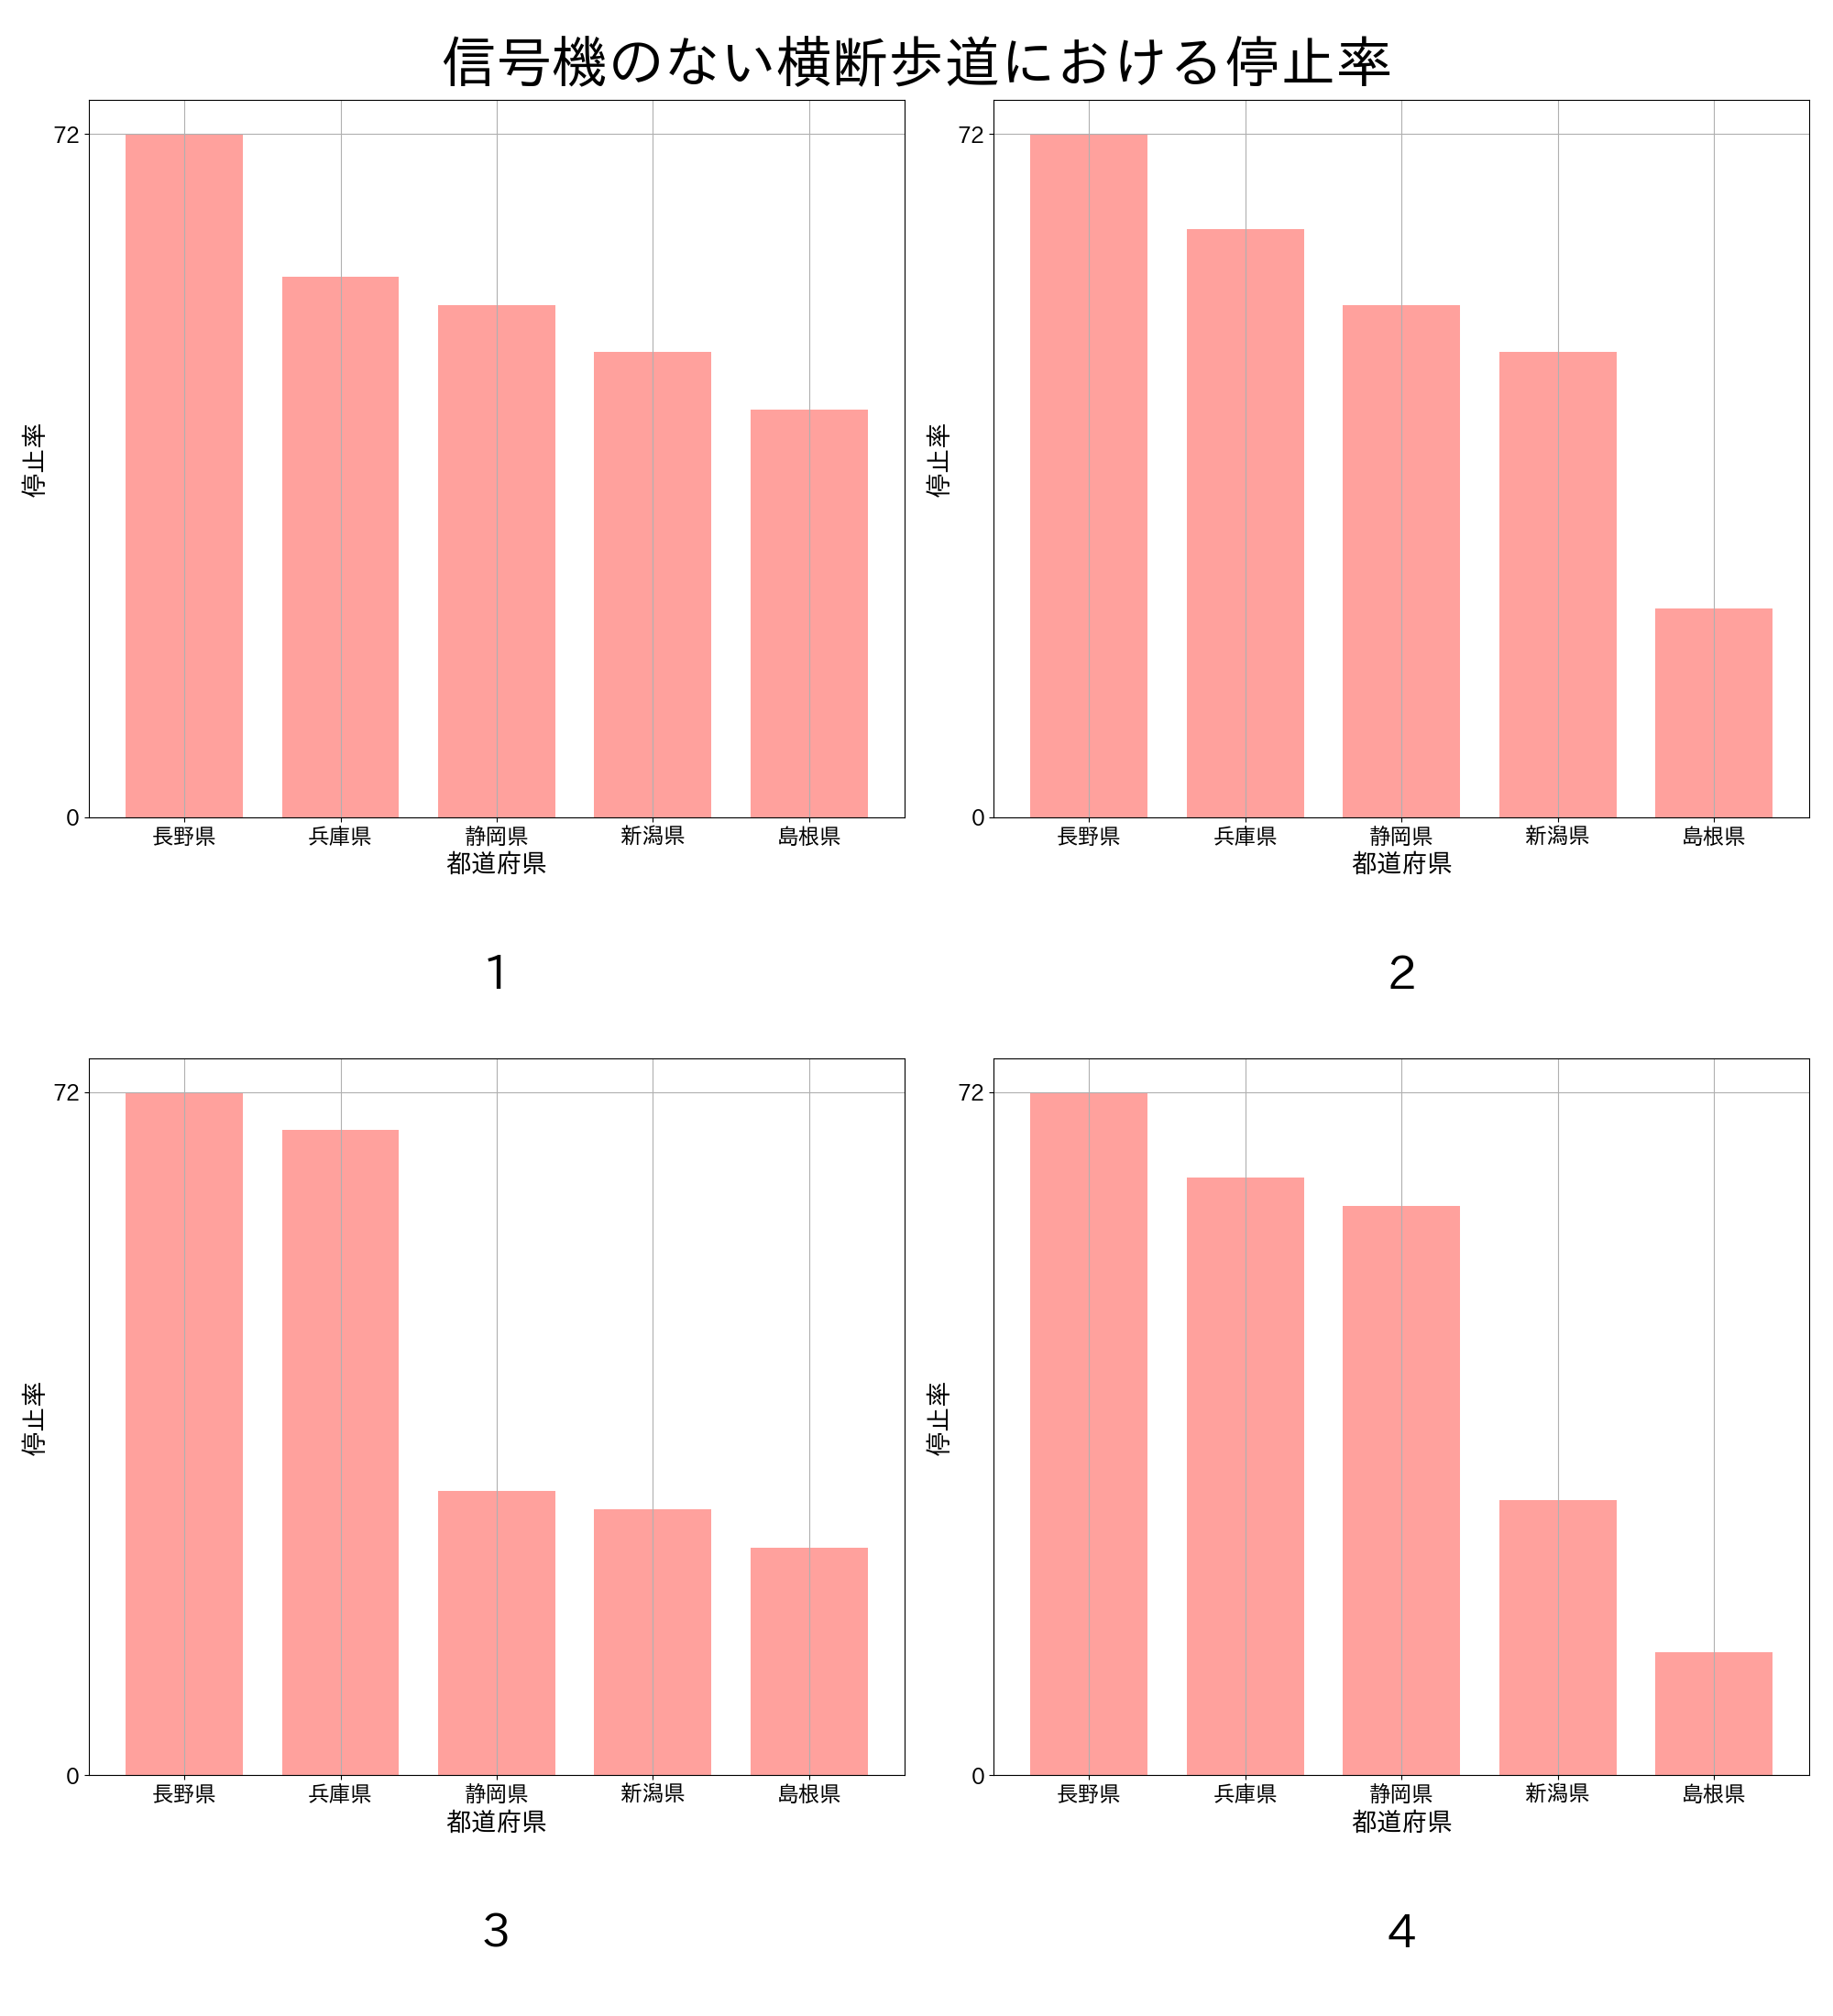 信号機のない横断歩道における停止率
72
0
停止率
長野県 兵庫県 静岡県 新潟県 島根県
都道府県
1
72
0
停止率
長野県 兵庫県 静岡県 新潟県 島根県
都道府県
2
72
0
停止率
長野県 兵庫県 静岡県 新潟県 島根県
都道府県
3
72
0
停止率
長野県 兵庫県 静岡県 新潟県 島根県
都道府県
4